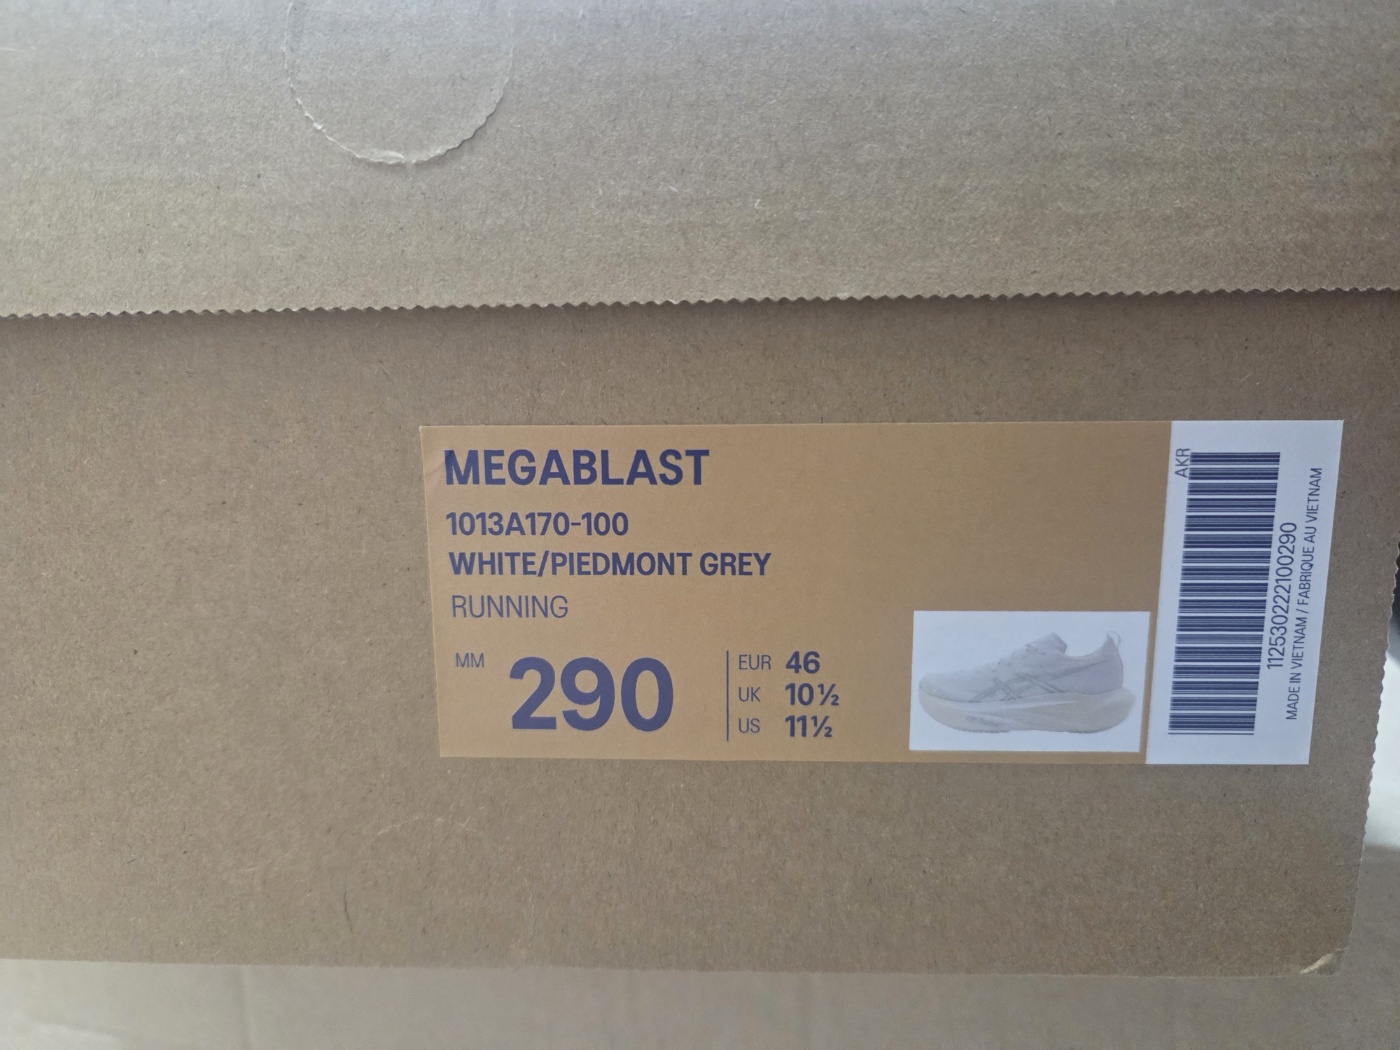 MEGABLAST
1013A170-100
WHITE/PIEDMONT GREY
RUNNING
MM 290
EUR 46
UK 10½
US 11½
AKR
112530222100290
MADE IN VIETNAM / FABRIQUE AU VIETNAM